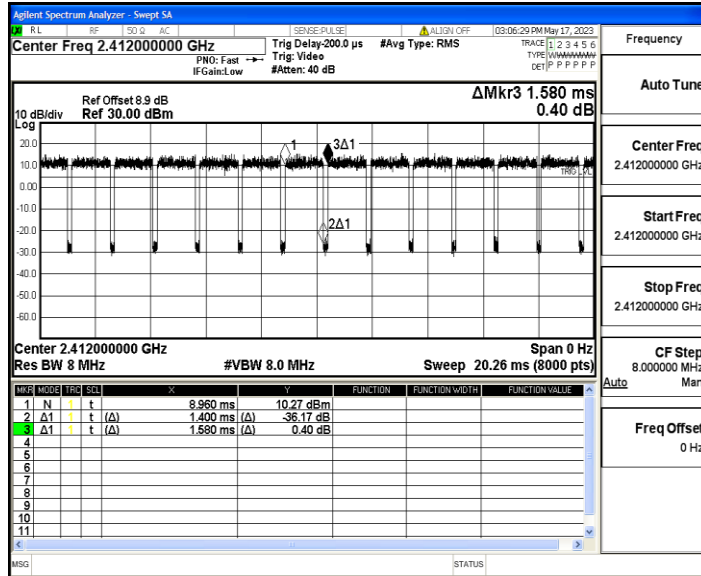 Agilent Spectrum Analyzer - Swept SA
RL RF 50 Ω AC SENSE:PULSE ALIGN OFF 03:06:29 PM May 17, 2023
Center Freq 2.412000000 GHz
PNO: Fast
IFGain:Low
Trig Delay-200.0 µs
Trig: Video
#Atten: 40 dB
#Avg Type: RMS
TRACE 1 2 3 4 5 6
TYPE
DET P P P P P P
ΔMkr3 1.580 ms
0.40 dB
Ref Offset 8.9 dB
10 dB/div Ref 30.00 dBm
Log
20.0
10.0
0.00
-10.0
-20.0
-30.0
-40.0
-50.0
-60.0
1
3Δ1
TRIG LVL
2Δ1
Center 2.412000000 GHz Span 0 Hz
Res BW 8 MHz #VBW 8.0 MHz Sweep 20.26 ms (8000 pts)
MKR MODE TRC SCL X Y FUNCTION FUNCTION WIDTH FUNCTION VALUE
1 N 1 t 8.960 ms 10.27 dBm
2 Δ1 1 t (Δ) 1.400 ms (Δ) -36.17 dB
3 Δ1 1 t (Δ) 1.580 ms (Δ) 0.40 dB
4
5
6
7
8
9
10
11
MSG STATUS
Frequency
Auto Tune
Center Freq
2.412000000 GHz
Start Freq
2.412000000 GHz
Stop Freq
2.412000000 GHz
CF Step
8.000000 MHz
Auto Man
Freq Offset
0 Hz